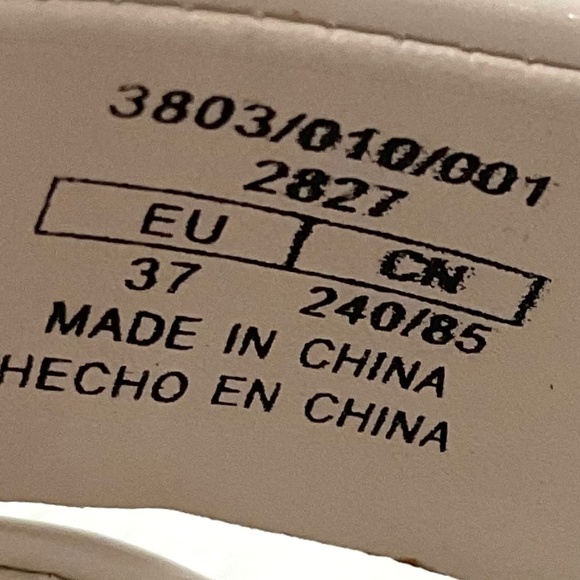 3803/010/001
2827
EU CN
37 240/85
MADE IN CHINA
HECHO EN CHINA